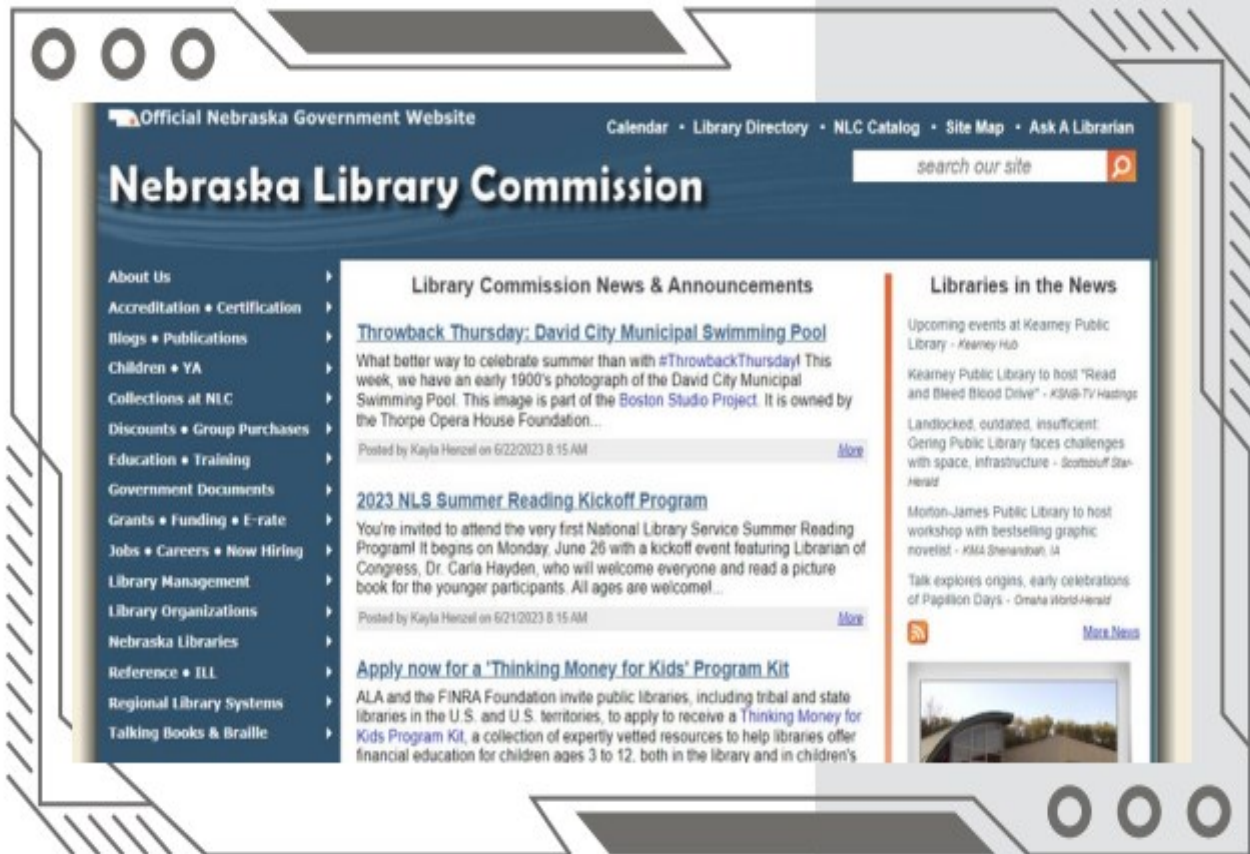 Official Nebraska Government Website
Calendar • Library Directory • NLC Catalog • Site Map • Ask A Librarian
search our site
Nebraska Library Commission
About Us
Accreditation • Certification
Blogs • Publications
Children • YA
Collections at NLC
Discounts • Group Purchases
Education • Training
Government Documents
Grants • Funding • E-rate
Jobs • Careers • Now Hiring
Library Management
Library Organizations
Nebraska Libraries
Reference • ILL
Regional Library Systems
Talking Books & Braille
Library Commission News & Announcements
Throwback Thursday: David City Municipal Swimming Pool
What better way to celebrate summer than with #ThrowbackThursday! This
week, we have an early 1900's photograph of the David City Municipal
Swimming Pool. This image is part of the Boston Studio Project. It is owned by
the Thorpe Opera House Foundation...
Posted by Kayla Henzel on 6/22/2023 8:15 AM
More
2023 NLS Summer Reading Kickoff Program
You're invited to attend the very first National Library Service Summer Reading
Program! It begins on Monday, June 26 with a kickoff event featuring Librarian of
Congress, Dr. Carla Hayden, who will welcome everyone and read a picture
book for the younger participants. All ages are welcome!...
Posted by Kayla Henzel on 6/21/2023 8:15 AM
More
Apply now for a 'Thinking Money for Kids' Program Kit
ALA and the FINRA Foundation invite public libraries, including tribal and state
libraries in the U.S. and U.S. territories, to apply to receive a Thinking Money for
Kids Program Kit, a collection of expertly vetted resources to help libraries offer
financial education for children ages 3 to 12, both in the library and in children's
Libraries in the News
Upcoming events at Kearney Public
Library - Kearney Hub
Kearney Public Library to host "Read
and Bleed Blood Drive" - KSNB-TV Hastings
Landlocked, outdated, insufficient:
Gering Public Library faces challenges
with space, infrastructure - Scottsbluff Star-
Herald
Morton-James Public Library to host
workshop with bestselling graphic
novelist - KMA Shenandoah, IA
Talk explores origins, early celebrations
of Papillion Days - Omaha World-Herald
More News